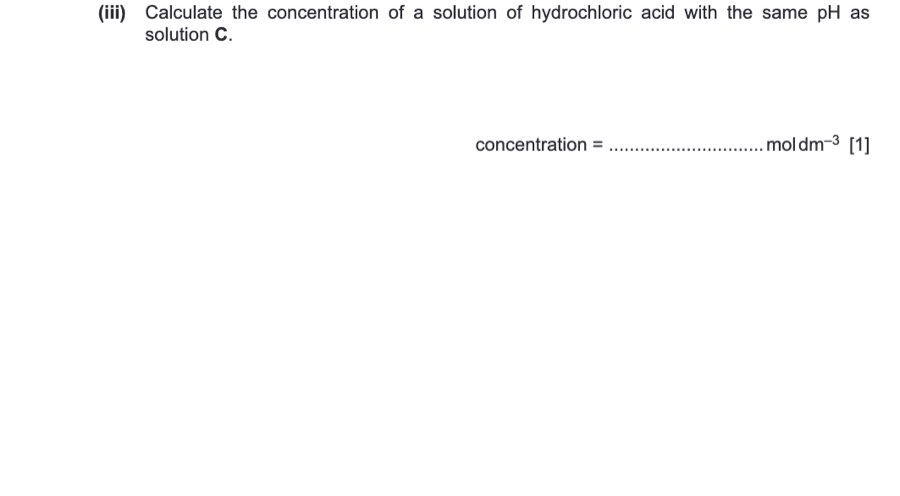 (iii) Calculate the concentration of a solution of hydrochloric acid with the same pH as
solution C.
concentration = .............................. mol dm⁻³ [1]